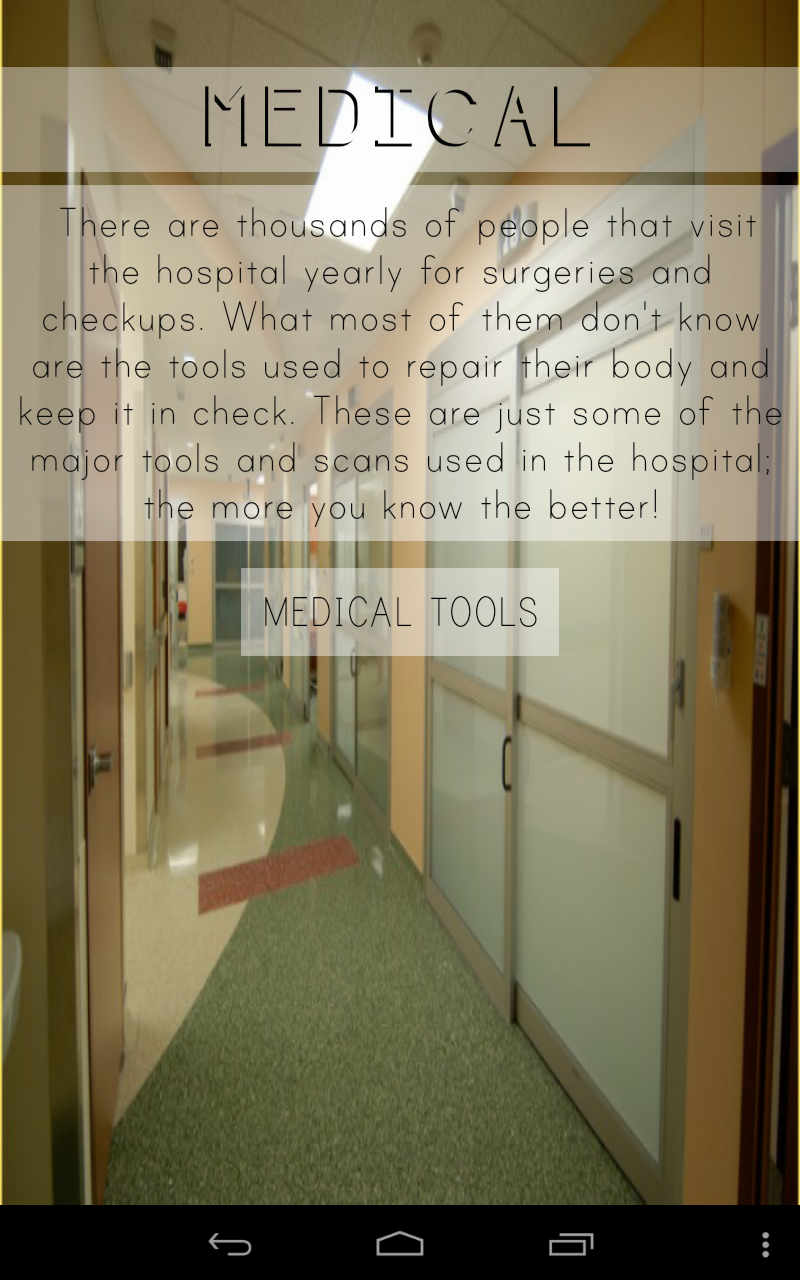 MEDICAL
There are thousands of people that visit
the hospital yearly for surgeries and
checkups. What most of them don't know
are the tools used to repair their body and
keep it in check. These are just some of the
major tools and scans used in the hospital;
the more you know the better!
MEDICAL TOOLS